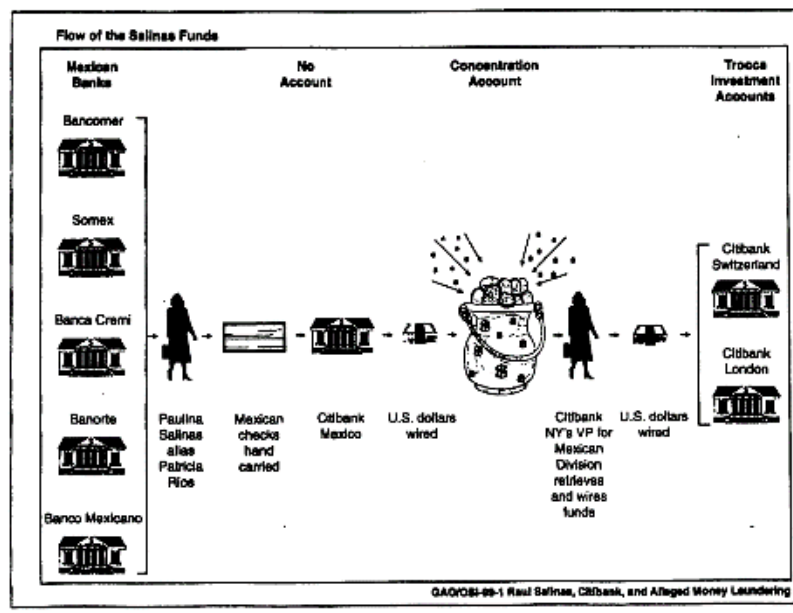 Flow of the Salinas Funds
Mexican
Banks
No
Account
Concentration
Account
Trocca
Investment
Accounts
Bancomer
Somex
Banca Cremi
Banorte
Banco Mexicano
Paulina
Salinas
alias
Patricia
Rios
Mexican
checks
hand
carried
Citibank
Mexico
U.S. dollars
wired
Citibank
NY's VP for
Mexican
Division
retrieves
and wires
funds
U.S. dollars
wired
Citibank
Switzerland
Citibank
London
GAO/OSI-99-1 Raul Salinas, Citibank, and Alleged Money Laundering